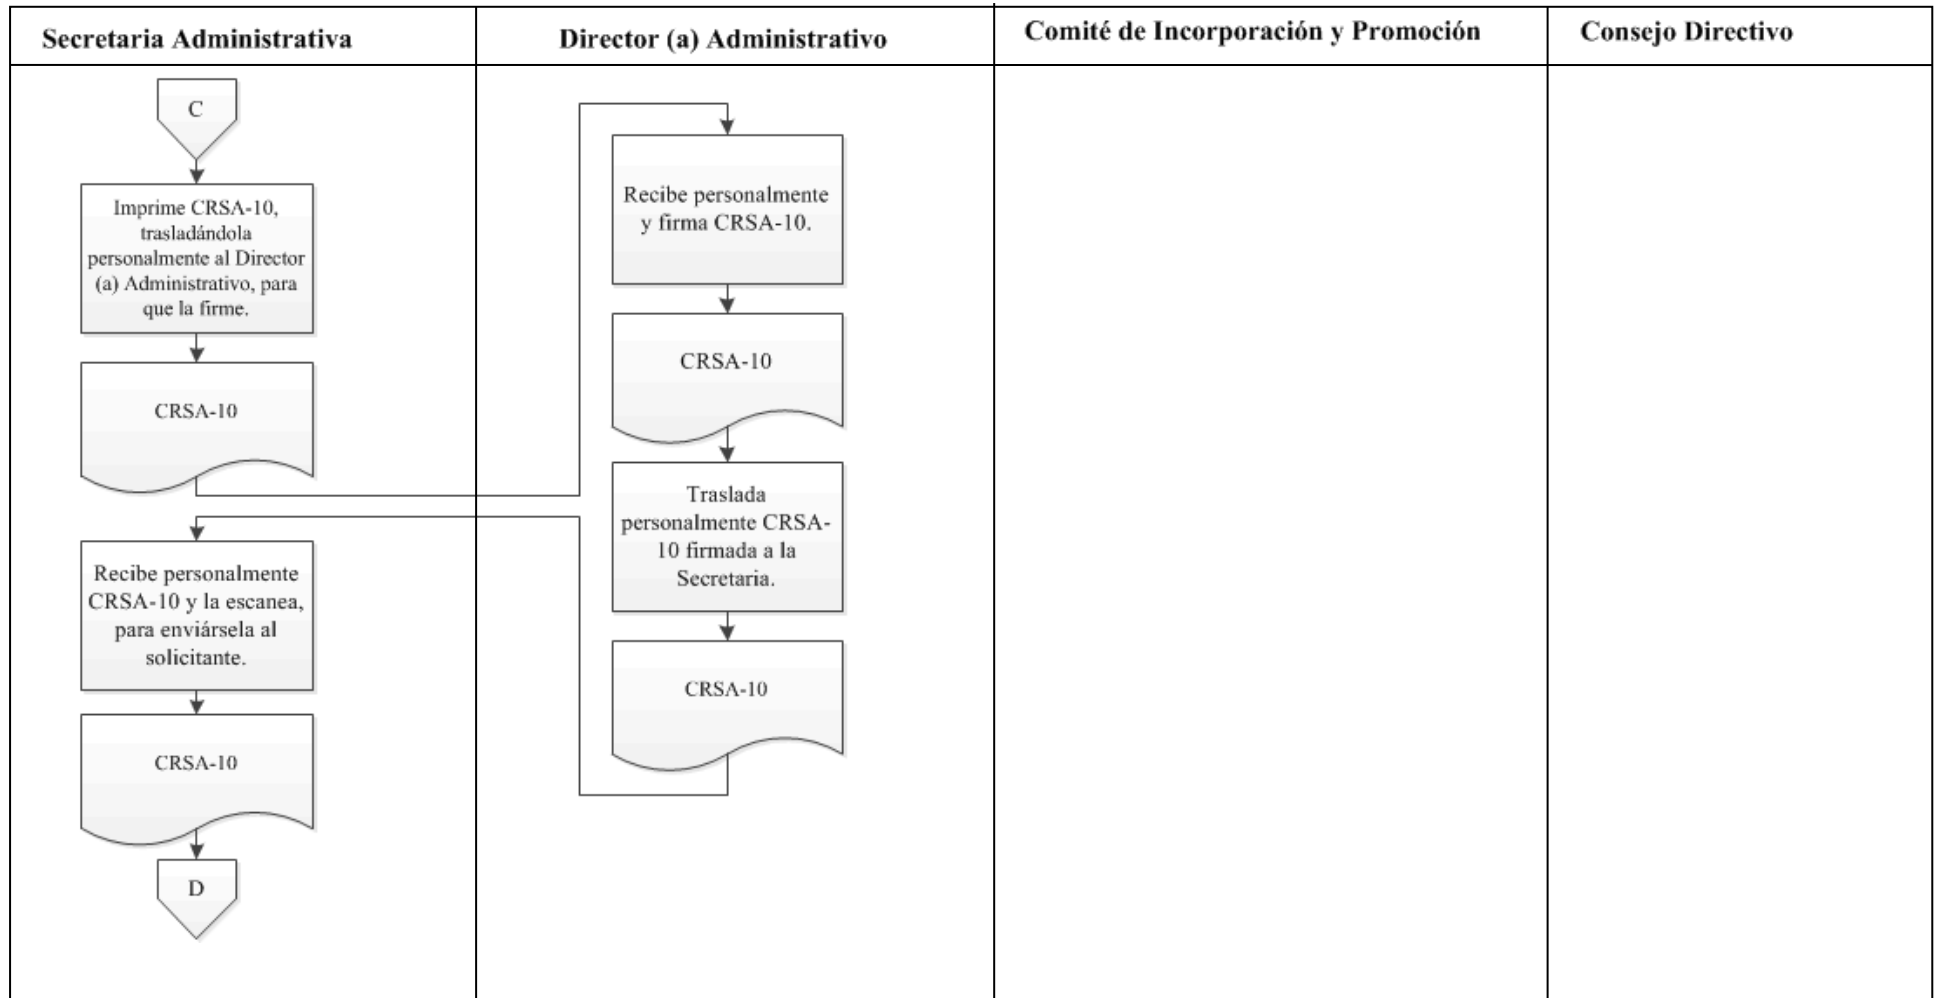 Secretaria Administrativa
Director (a) Administrativo
Comité de Incorporación y Promoción
Consejo Directivo
C
Imprime CRSA-10,
trasladándola
personalmente al Director
(a) Administrativo, para
que la firme.
CRSA-10
Recibe personalmente
y firma CRSA-10.
CRSA-10
Traslada
personalmente CRSA-
10 firmada a la
Secretaria.
CRSA-10
Recibe personalmente
CRSA-10 y la escanea,
para enviársela al
solicitante.
CRSA-10
D